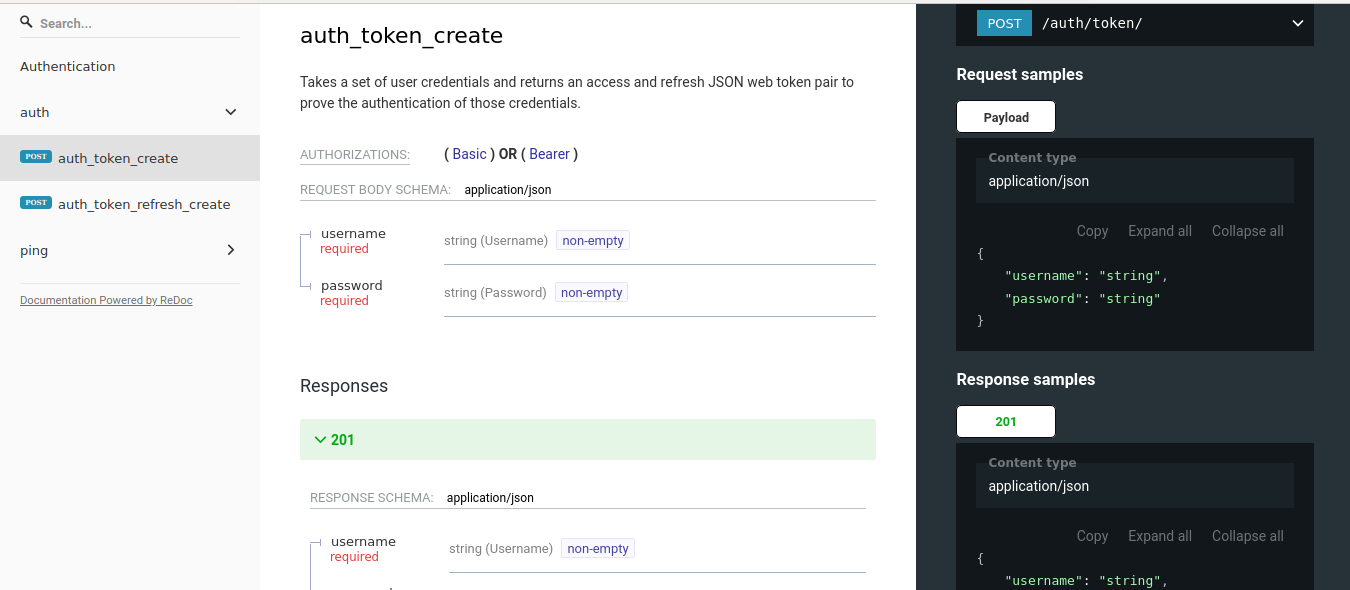 Search...
Authentication
auth
POST auth_token_create
POST auth_token_refresh_create
ping
Documentation Powered by ReDoc
auth_token_create
Takes a set of user credentials and returns an access and refresh JSON web token pair to
prove the authentication of those credentials.
AUTHORIZATIONS: ( Basic ) OR ( Bearer )
REQUEST BODY SCHEMA: application/json
username
required
string (Username) non-empty
password
required
string (Password) non-empty
Responses
201
RESPONSE SCHEMA: application/json
username
required
string (Username) non-empty
POST /auth/token/
Request samples
Payload
Content type
application/json
Copy Expand all Collapse all
{
"username": "string",
"password": "string"
}
Response samples
201
Content type
application/json
Copy Expand all Collapse all
{
"username": "string",